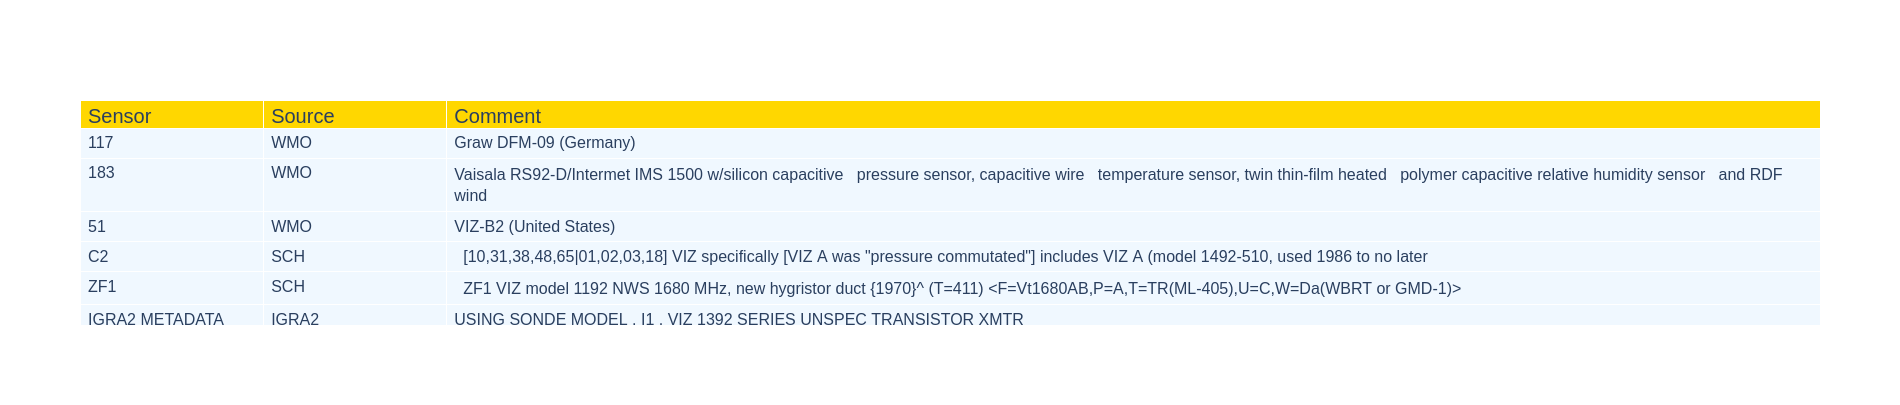 Sensor Source Comment
117 WMO Graw DFM-09 (Germany)
183 WMO Vaisala RS92-D/Intermet IMS 1500 w/silicon capacitive   pressure sensor, capacitive wire   temperature sensor, twin thin-film heated   polymer capacitive relative humidity sensor   and RDF
wind
51 WMO VIZ-B2 (United States)
C2 SCH [10,31,38,48,65|01,02,03,18] VIZ specifically [VIZ A was "pressure commutated"] includes VIZ A (model 1492-510, used 1986 to no later
ZF1 SCH ZF1 VIZ model 1192 NWS 1680 MHz, new hygristor duct {1970}^ (T=411) <F=Vt1680AB,P=A,T=TR(ML-405),U=C,W=Da(WBRT or GMD-1)>
IGRA2 METADATA IGRA2 USING SONDE MODEL . I1 . VIZ 1392 SERIES UNSPEC TRANSISTOR XMTR